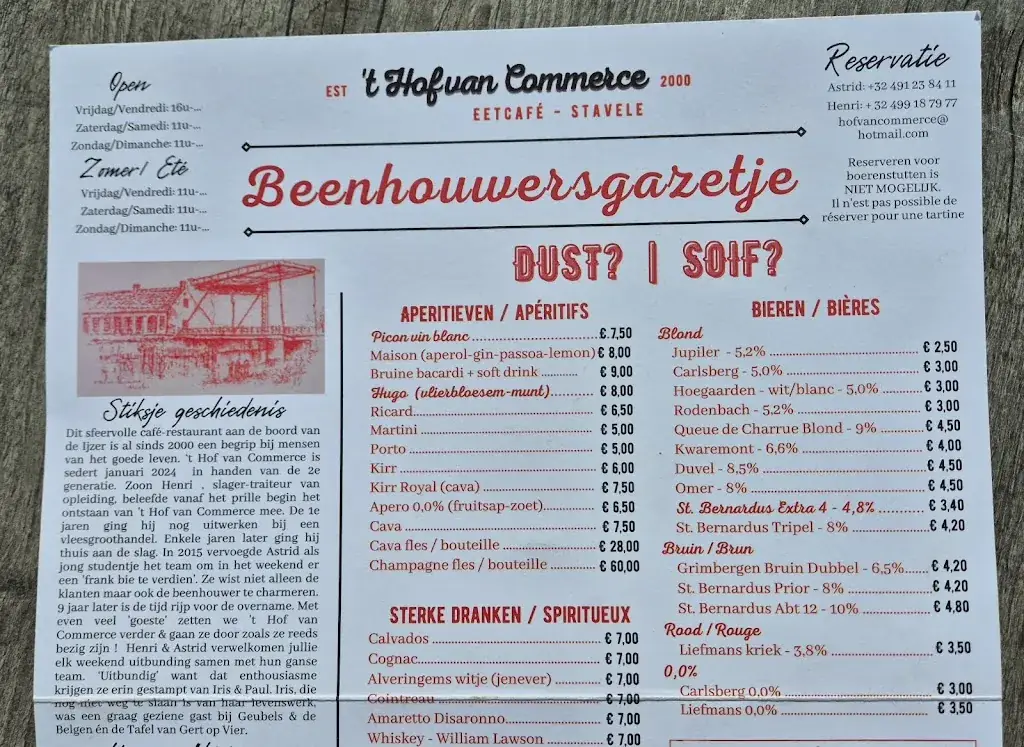 Open
Vrijdag/Vendredi: 16u-...
Zaterdag/Samedi: 11u-...
Zondag/Dimanche: 11u-...
Zomer/ Eté
Vrijdag/Vendredi: 11u-...
Zaterdag/Samedi: 11u-...
Zondag/Dimanche: 11u-...
EST 't Hof van Commerce 2000
EETCAFÉ - STAVELE
Beenhouwersgazetje
Reservatie
Astrid: +32 491 23 84 11
Henri: + 32 499 18 79 77
hofvancommerce@
hotmail.com
Reserveren voor
boerenstutten is
NIET MOGELIJK.
Il n'est pas possible de
réserver pour une tartine
Stiksje geschiedenis
Dit sfeervolle café-restaurant aan de boord van
de Ijzer is al sinds 2000 een begrip bij mensen
van het goede leven. 't Hof van Commerce is
sedert januari 2024 in handen van de 2e
generatie. Zoon Henri , slager-traiteur van
opleiding, beleefde vanaf het prille begin het
ontstaan van 't Hof van Commerce mee. De 1e
jaren ging hij nog uitwerken bij een
vleesgroothandel. Enkele jaren later ging hij
thuis aan de slag. In 2015 vervoegde Astrid als
jong studentje het team om in het weekend er
een 'frank bie te verdien'. Ze wist niet alleen de
klanten maar ook de beenhouwer te charmeren.
9 jaar later is de tijd rijp voor de overname. Met
even veel 'goeste' zetten we 't Hof van
Commerce verder & gaan ze door zoals ze reeds
bezig zijn ! Henri & Astrid verwelkomen jullie
elk weekend uitbunding samen met hun ganse
team. 'Uitbundig' want dat enthousiasme
krijgen ze erin gestampt van Iris & Paul. Iris, die
nog niet weg te slaan is van haar levenswerk,
was een graag geziene gast bij Geubels & de
Belgen én de Tafel van Gert op Vier.
DUST? | SOIF?
APERITIEVEN / APÉRITIFS
Picon vin blanc ........ €.7,50
Maison (aperol-gin-passoa-lemon) € 8,00
Bruine bacardi + soft drink ........ € 9,00
Hugo (vlierbloesem-munt)........ € 8,00
Ricard........ € 6,50
Martini ........ € 5,00
Porto ........ € 5,00
Kirr ........ € 6,00
Kirr Royal (cava) ........ € 7,50
Apero 0,0% (fruitsap-zoet)........ € 6,50
Cava ........ € 7,50
Cava fles / bouteille ........ € 28,00
Champagne fles / bouteille ........ € 60,00
STERKE DRANKEN / SPIRITUEUX
Calvados ........ € 7,00
Cognac........ € 7,00
Alveringems witje (jenever) ........ € 7,00
Cointreau ........ € 7,00
Amaretto Disaronno........ € 7,00
Whiskey - William Lawson ........ € 7,00
BIEREN / BIÈRES
Blond
Jupiler - 5,2% ........ € 2,50
Carlsberg - 5,0% ........ € 3,00
Hoegaarden - wit/blanc - 5,0% ........ € 3,00
Rodenbach - 5,2% ........ € 3,00
Queue de Charrue Blond - 9% ........ € 4,50
Kwaremont - 6,6% ........ € 4,00
Duvel - 8,5% ........ € 4,50
Omer - 8% ........ € 4,50
St. Bernardus Extra 4 - 4,8% ........ € 3,40
St. Bernardus Tripel - 8% ........ € 4,20
Bruin / Brun
Grimbergen Bruin Dubbel - 6,5%...... € 4,20
St. Bernardus Prior - 8% ........ € 4,20
St. Bernardus Abt 12 - 10% ........ € 4,80
Rood / Rouge
Liefmans kriek - 3,8% ........ € 3,50
0,0%
Carlsberg 0,0% ........ € 3,00
Liefmans 0,0% ........ € 3,50